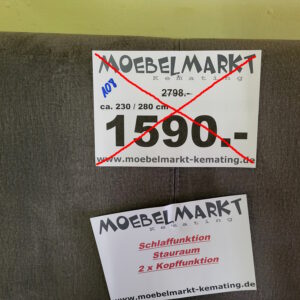 MOEBELMARKT
Kemating
108
2798.-
ca. 230 / 280 cm
1590.-
www.moebelmarkt-kemating.de
MOEBELMARKT
Kemating
Schlaffunktion
Stauraum
2 x Kopffunktion
www.moebelmarkt-kemating.de